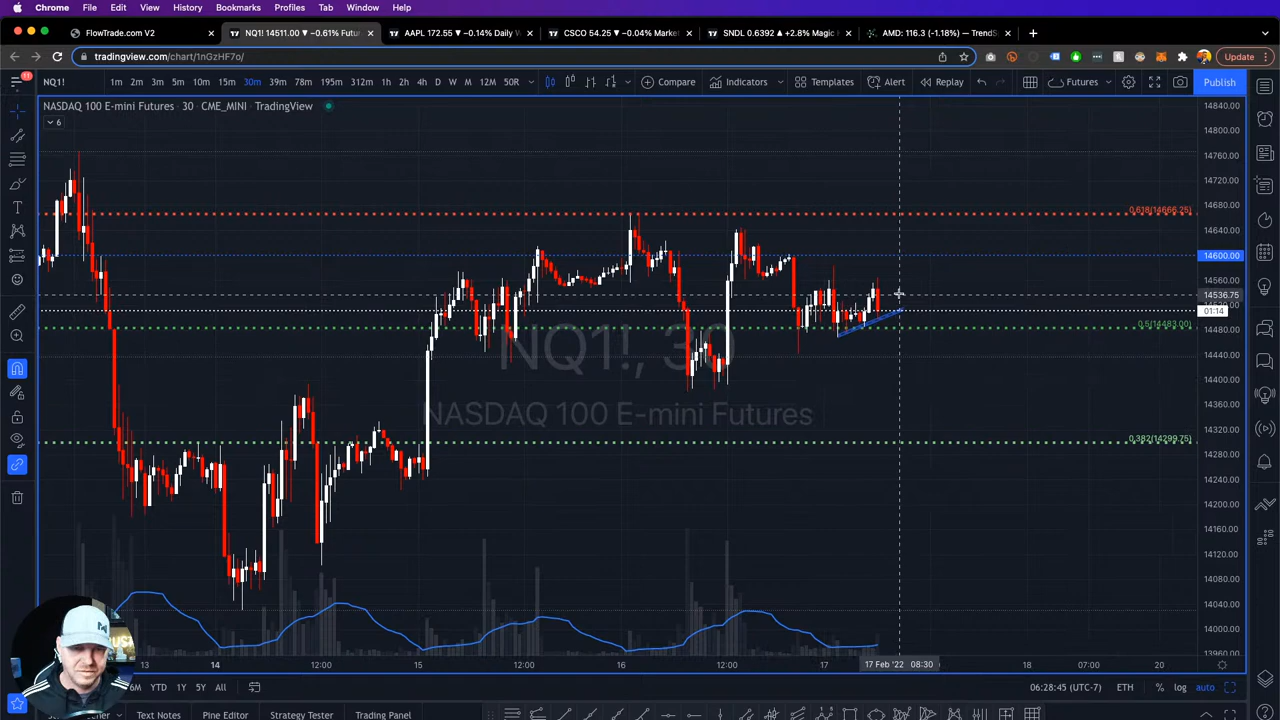 Chrome File Edit View History Bookmarks Profiles Tab Window Help
FlowTrade.com V2
NQ1! 14511.00 ▼ −0.61% Futu
AAPL 172.55 ▼ −0.14% Daily W
CSCO 54.25 ▼ −0.04% Marke
SNDL 0.6392 ▲ +2.8% Magic
AMD: 116.3 (-1.18%) — TrendS
tradingview.com/chart/1nGzHF7o/
Update
11
NQ1!
1m 2m 3m 5m 10m 15m 30m 39m 78m 195m 312m 1h 2h 4h D W M 12M 50R
Compare
Indicators
Templates
Alert
Replay
Futures
Publish
NASDAQ 100 E-mini Futures · 30 · CME_MINI · TradingView
6
14840.00
14800.00
14760.00
14720.00
14680.00
14640.00
14600.00
14560.00
14536.75
01:14
14480.00
14440.00
14400.00
14360.00
14320.00
14280.00
14240.00
14200.00
14160.00
14120.00
14080.00
14040.00
14000.00
13960.00
0.618(14666.25)
0.5(14483.00)
0.382(14299.75)
NQ1!, 30
NASDAQ 100 E-mini Futures
13 14 12:00 15 12:00 16 12:00 17 17 Feb '22 08:30 18 07:00 20
6M YTD 1Y 5Y All
06:28:45 (UTC-7)
ETH
% log auto
Text Notes
Pine Editor
Strategy Tester
Trading Panel